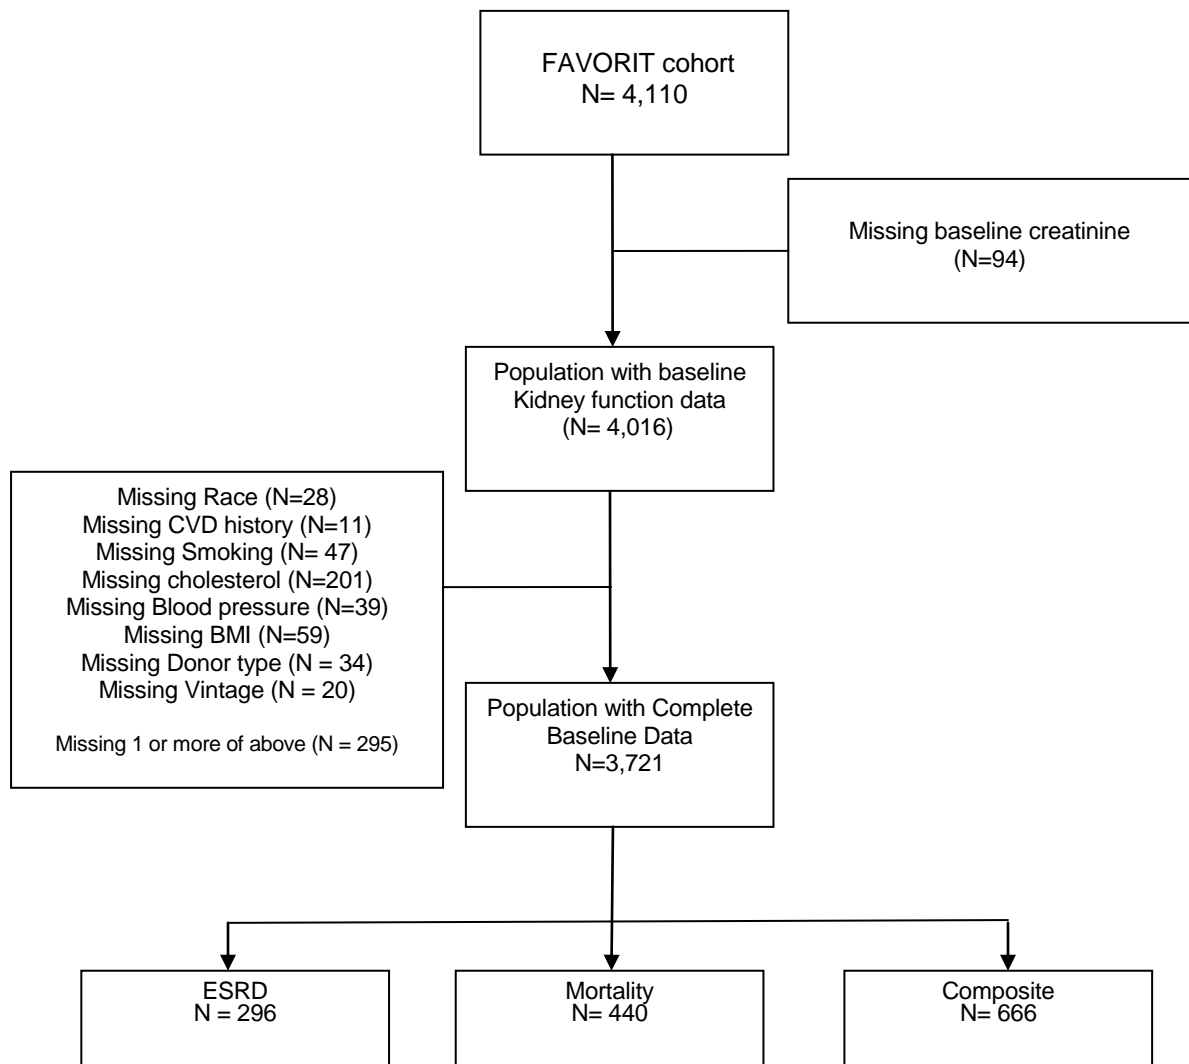 FAVORIT cohort
N= 4,110
Missing baseline creatinine
(N=94)
Population with baseline
Kidney function data
(N= 4,016)
Missing Race (N=28)
Missing CVD history (N=11)
Missing Smoking (N= 47)
Missing cholesterol (N=201)
Missing Blood pressure (N=39)
Missing BMI (N=59)
Missing Donor type (N = 34)
Missing Vintage (N = 20)
Missing 1 or more of above (N = 295)
Population with Complete
Baseline Data
N=3,721
ESRD
N = 296
Mortality
N= 440
Composite
N= 666